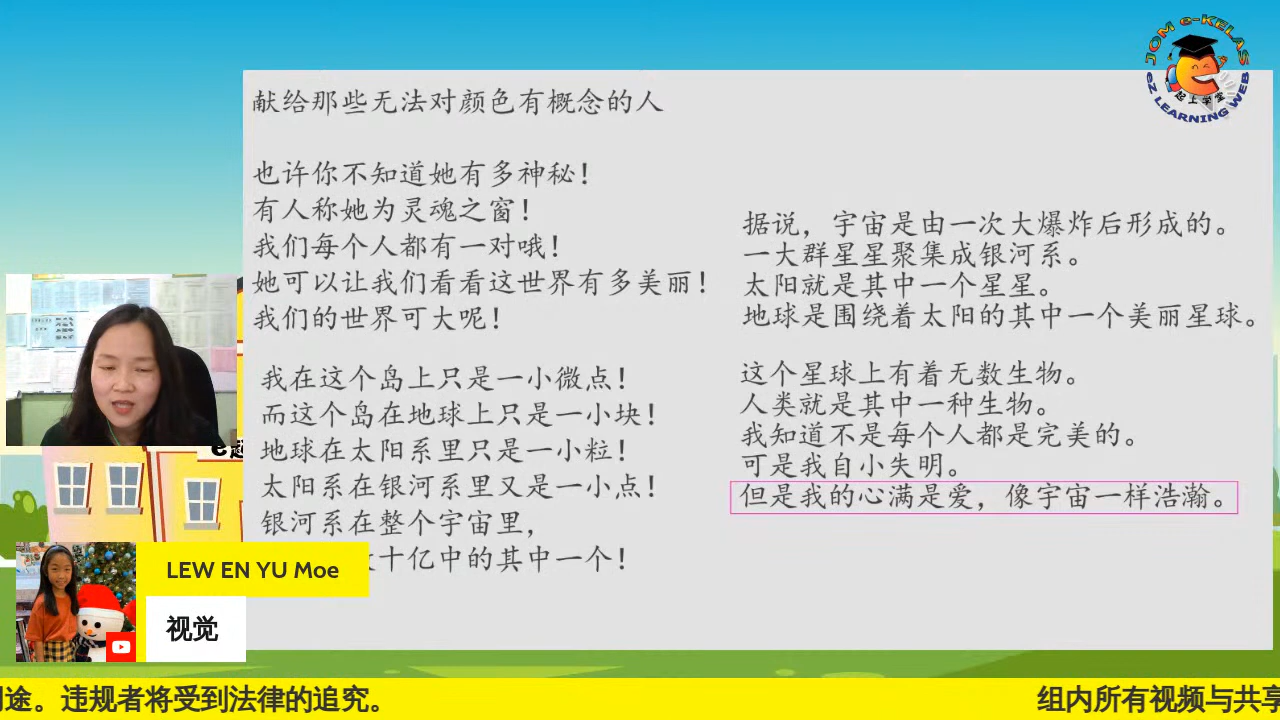 JOM e-KELAS
起上学堂
eZ LEARNING WEB
献给那些无法对颜色有概念的人
也许你不知道她有多神秘！
有人称她为灵魂之窗！
我们每个人都有一对哦！
她可以让我们看看这世界有多美丽！
我们的世界可大呢！
我在这个岛上只是一小微点！
而这个岛在地球上只是一小块！
地球在太阳系里只是一小粒！
太阳系在银河系里又是一小点！
银河系在整个宇宙里，
十亿中的其中一个！
据说，宇宙是由一次大爆炸后形成的。
一大群星星聚集成银河系。
太阳就是其中一个星星。
地球是围绕着太阳的其中一个美丽星球。
这个星球上有着无数生物。
人类就是其中一种生物。
我知道不是每个人都是完美的。
可是我自小失明。
但是我的心满是爱，像宇宙一样浩瀚。
LEW EN YU Moe
视觉
途。违规者将受到法律的追究。
组内所有视频与共享